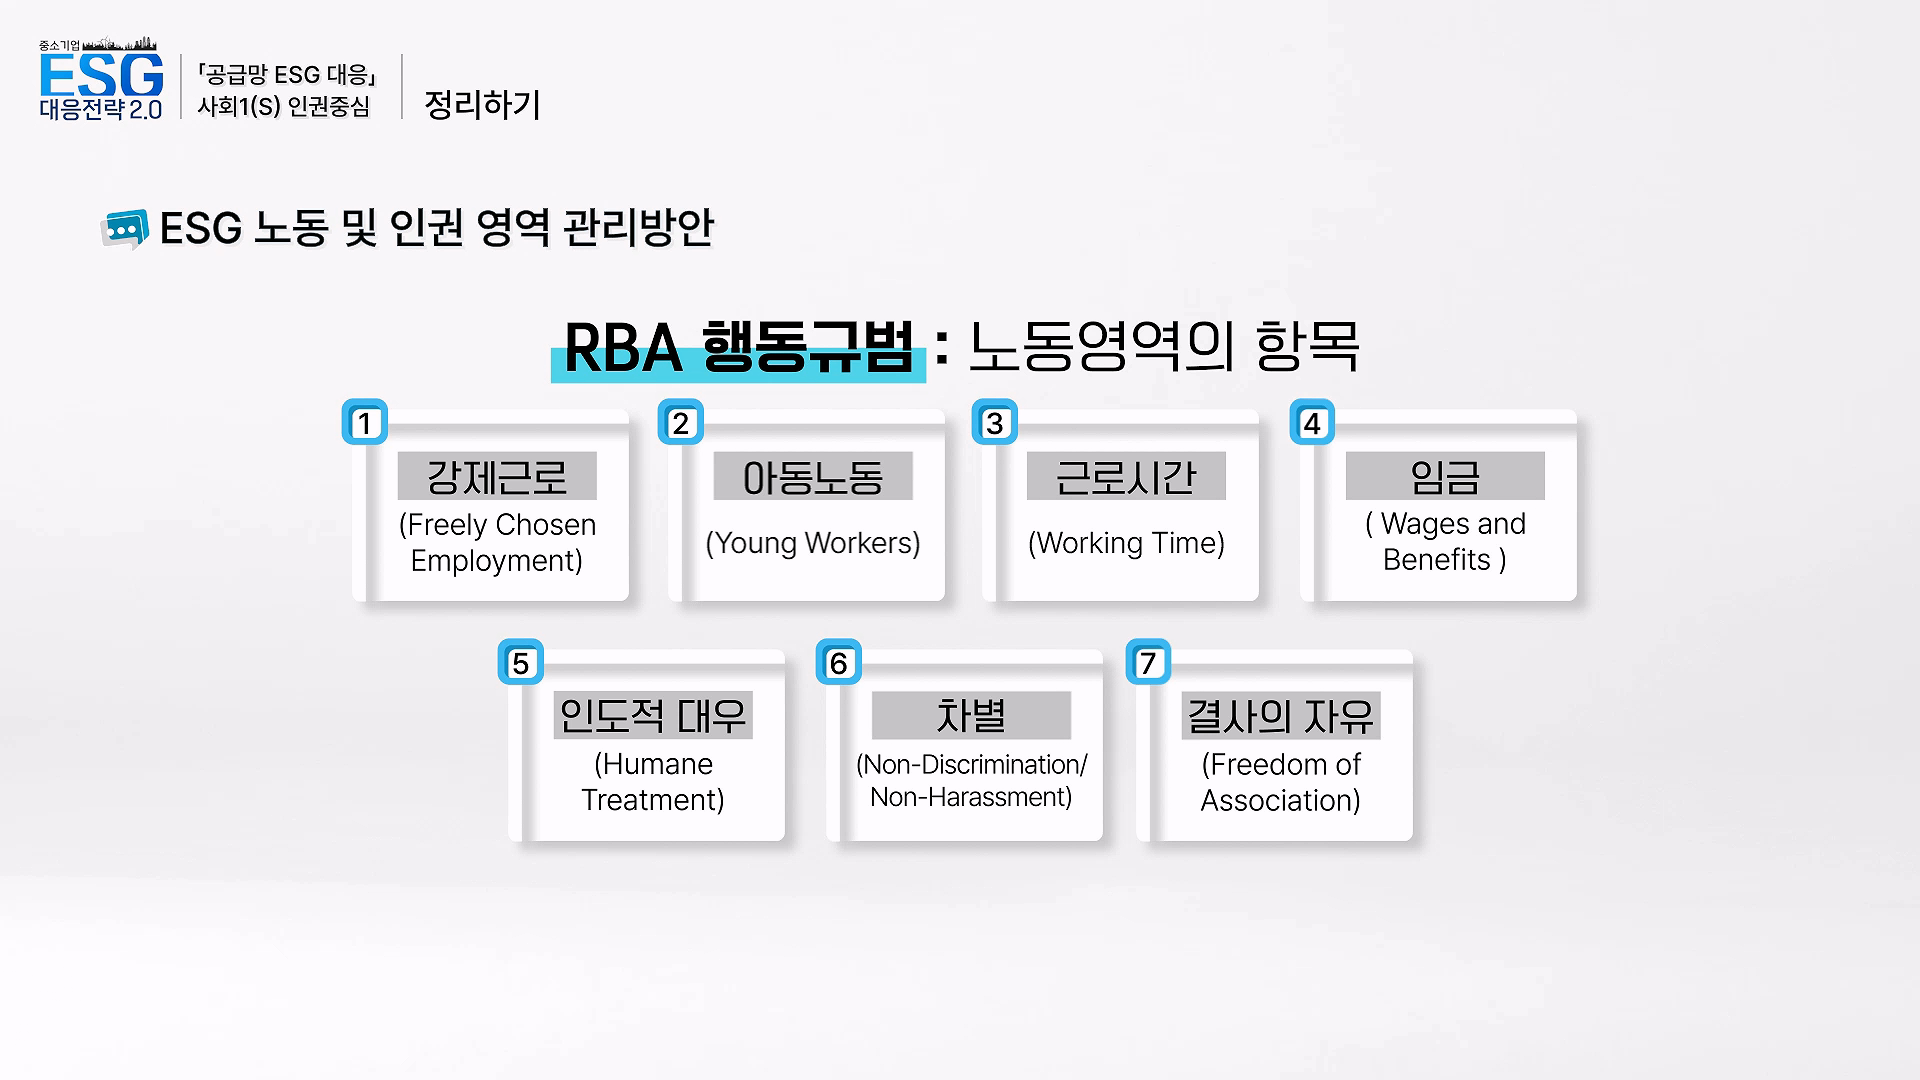 중소기업
ESG
대응전략 2.0
「공급망 ESG 대응」
사회1(S) 인권중심
정리하기
ESG 노동 및 인권 영역 관리방안
RBA 행동규범 : 노동영역의 항목
1
강제근로
(Freely Chosen
Employment)
2
아동노동
(Young Workers)
3
근로시간
(Working Time)
4
임금
( Wages and
Benefits )
5
인도적 대우
(Humane
Treatment)
6
차별
(Non-Discrimination/
Non-Harassment)
7
결사의 자유
(Freedom of
Association)